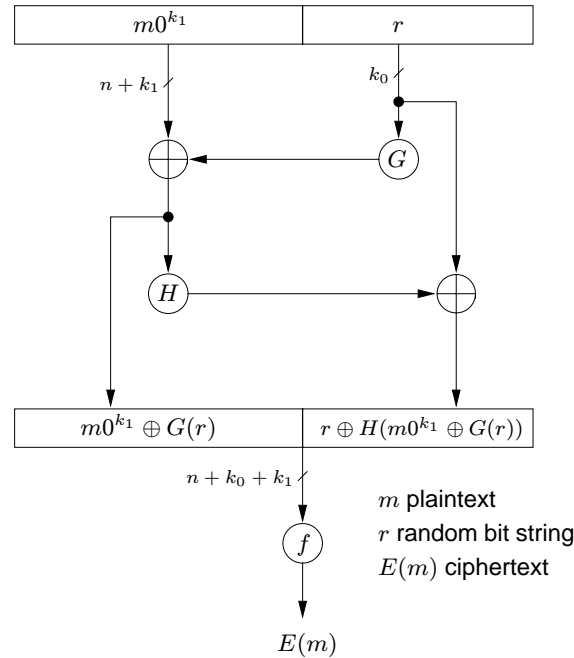 m0^{k_1} r
n + k_1 k_0
G
H
m0^{k_1} ⊕ G(r) r ⊕ H(m0^{k_1} ⊕ G(r))
n + k_0 + k_1
m plaintext
r random bit string
f
E(m) ciphertext
E(m)